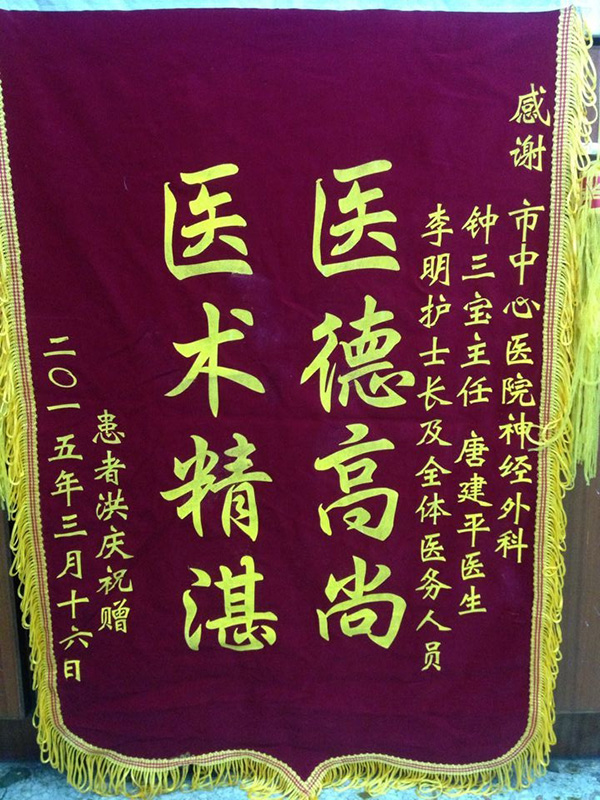 感谢 市中心医院神经外科
钟三宝主任 唐建平医生
李明护士长及全体医务人员
医德高尚
医术精湛
患者洪庆祝赠
二〇一五年三月十六日